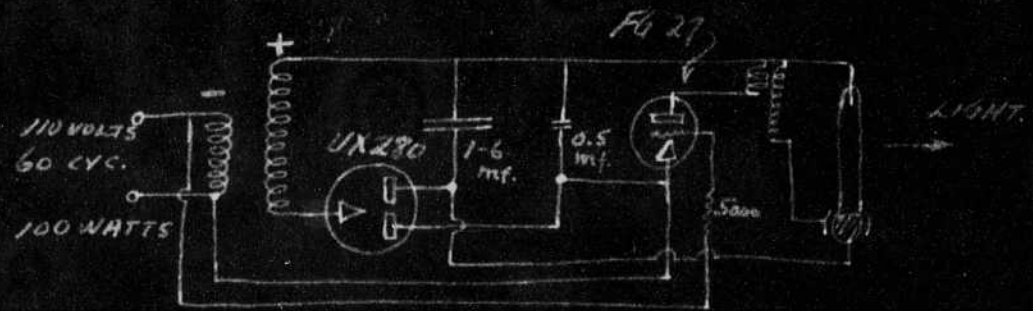 110 VOLTS
60 CYC.
100 WATTS
+
-
UX280
1-6
mf.
0.5
mf.
FG 27
.5000
LIGHT.